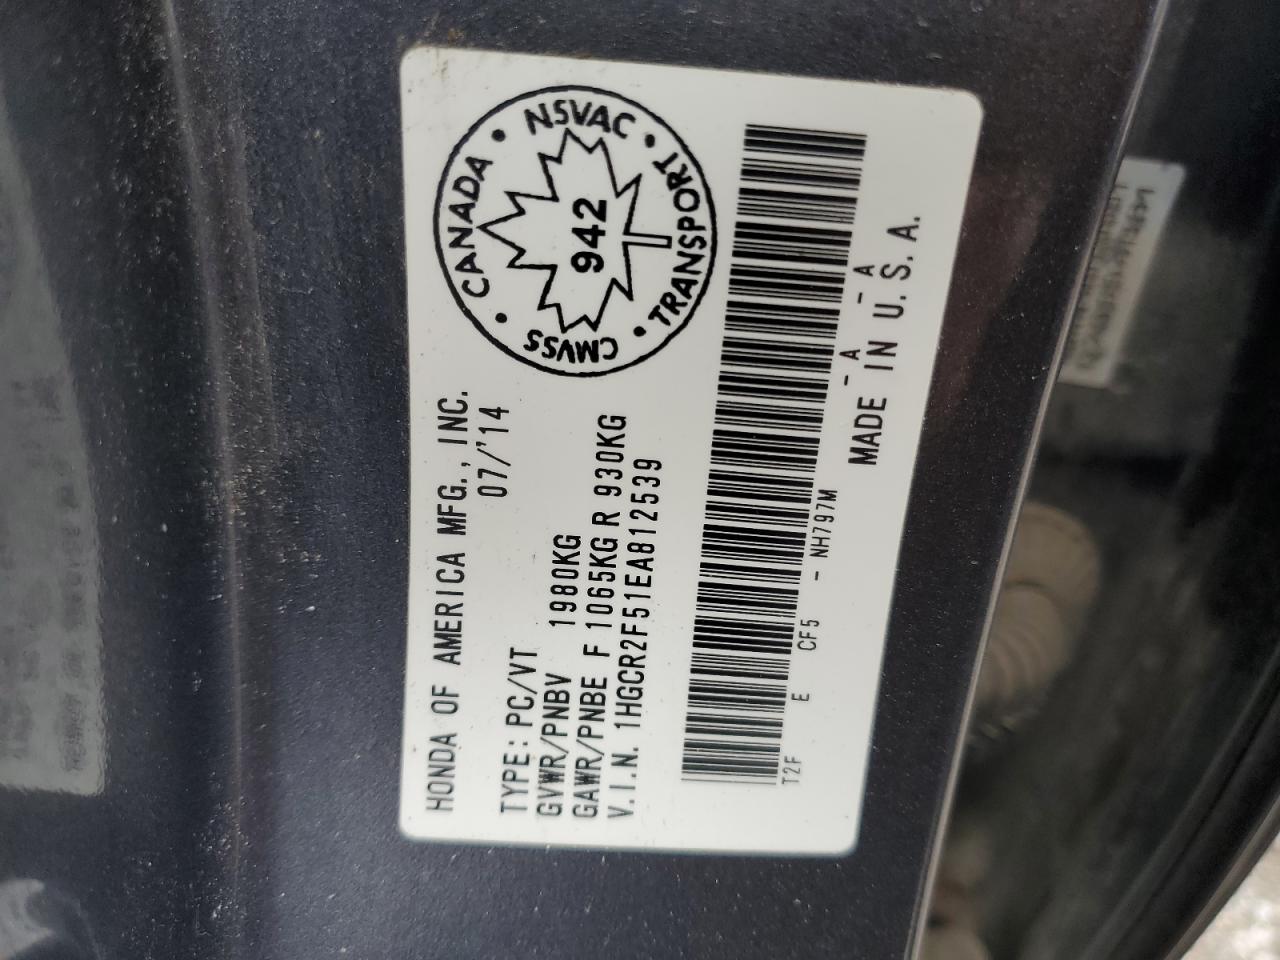 HONDA OF AMERICA MFG., INC.
07/'14
TYPE: PC/VT
GVWR/PNBV 1980KG
GAWR/PNBE F 1065KG R 930KG
V.I.N. 1HGCR2F51EA812539
CANADA • NSVAC • TRANSPORT • CMVSS •
942
T2F E CF5 - NH797M - A - A - A
MADE IN U.S.A.